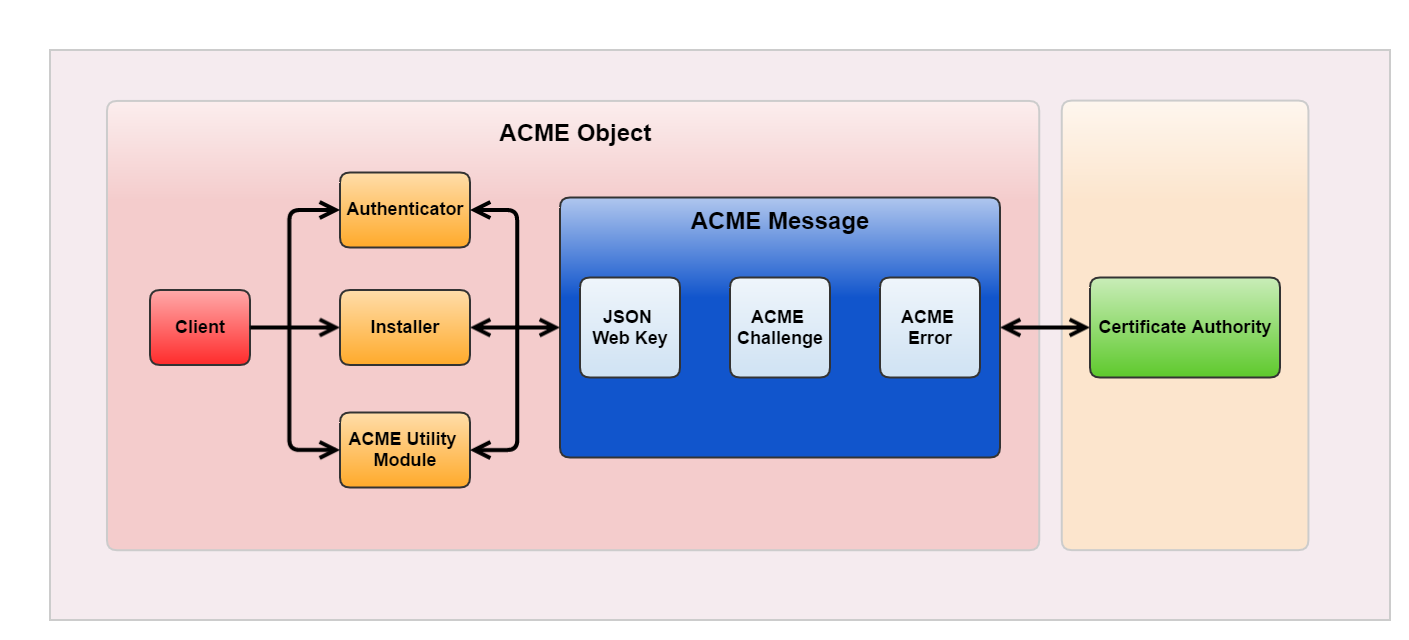 ACME Object
Authenticator
ACME Message
Client
Installer
JSON
Web Key
ACME
Challenge
ACME
Error
Certificate Authority
ACME Utility
Module